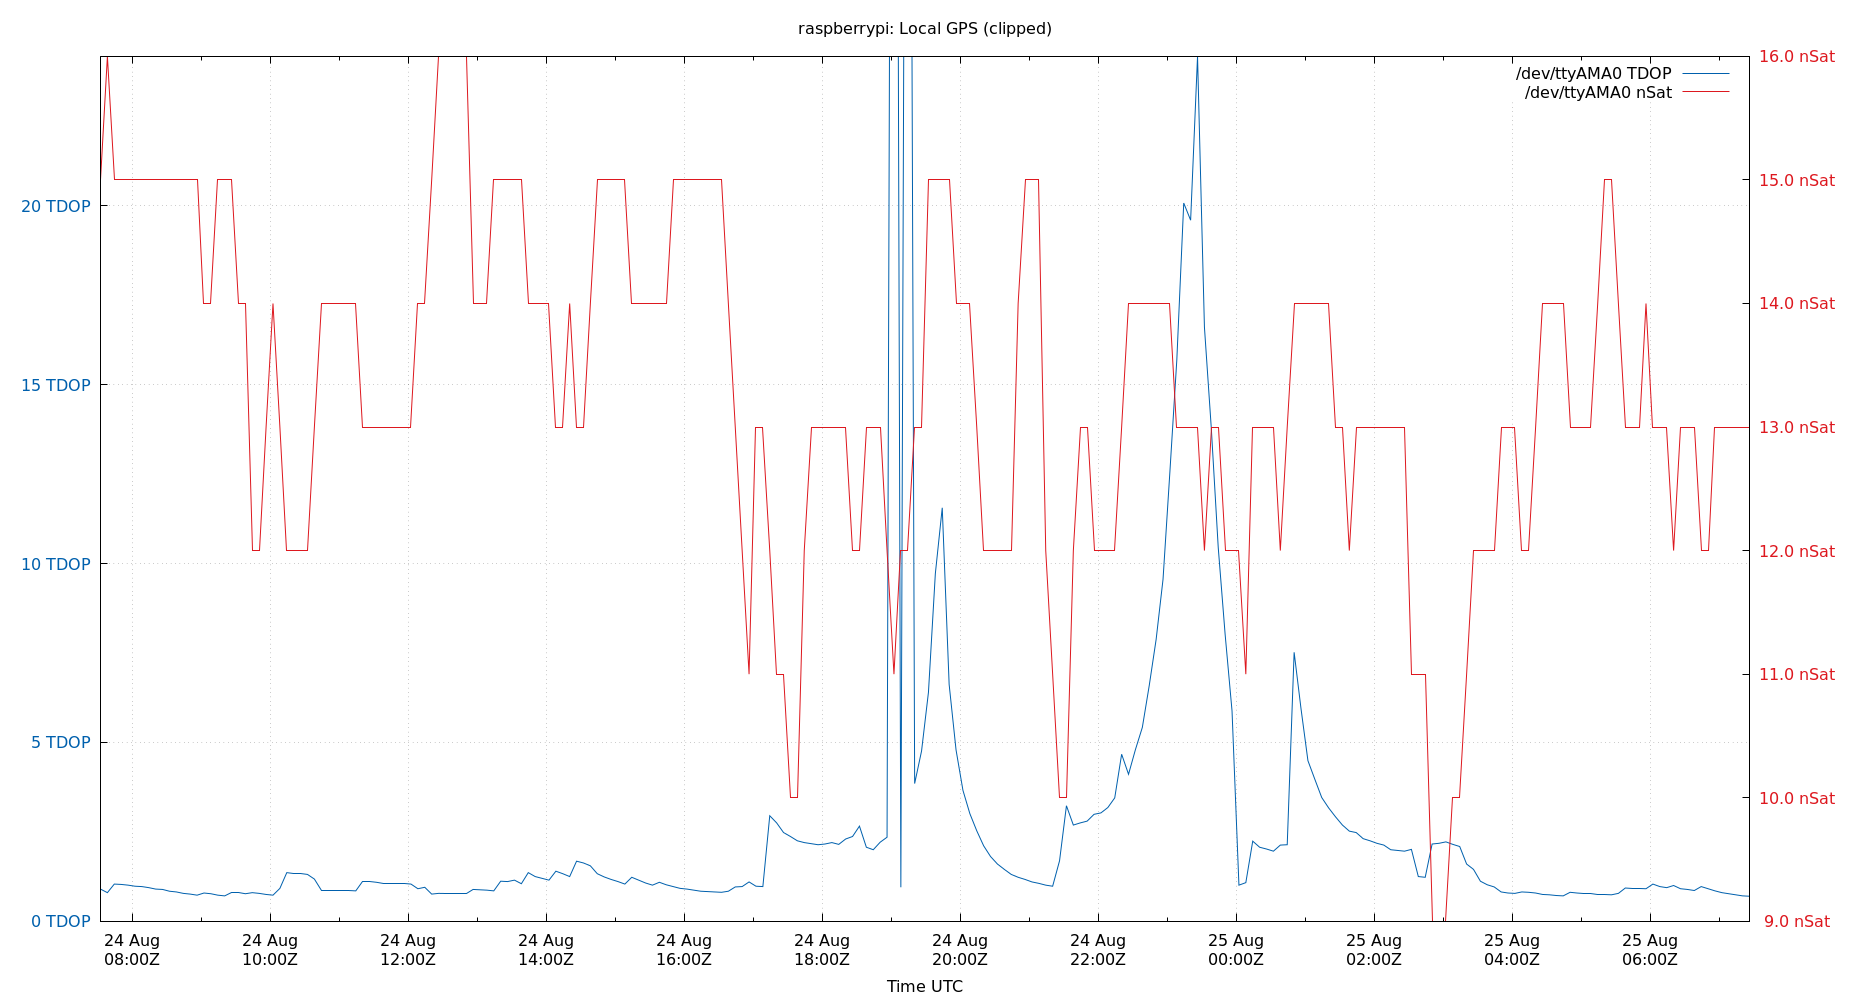 raspberrypi: Local GPS (clipped)
/dev/ttyAMA0 TDOP
/dev/ttyAMA0 nSat
20 TDOP
15 TDOP
10 TDOP
5 TDOP
0 TDOP
16.0 nSat
15.0 nSat
14.0 nSat
13.0 nSat
12.0 nSat
11.0 nSat
10.0 nSat
9.0 nSat
24 Aug 24 Aug 24 Aug 24 Aug 24 Aug 24 Aug 24 Aug 24 Aug 25 Aug 25 Aug 25 Aug 25 Aug
08:00Z 10:00Z 12:00Z 14:00Z 16:00Z 18:00Z 20:00Z 22:00Z 00:00Z 02:00Z 04:00Z 06:00Z
Time UTC